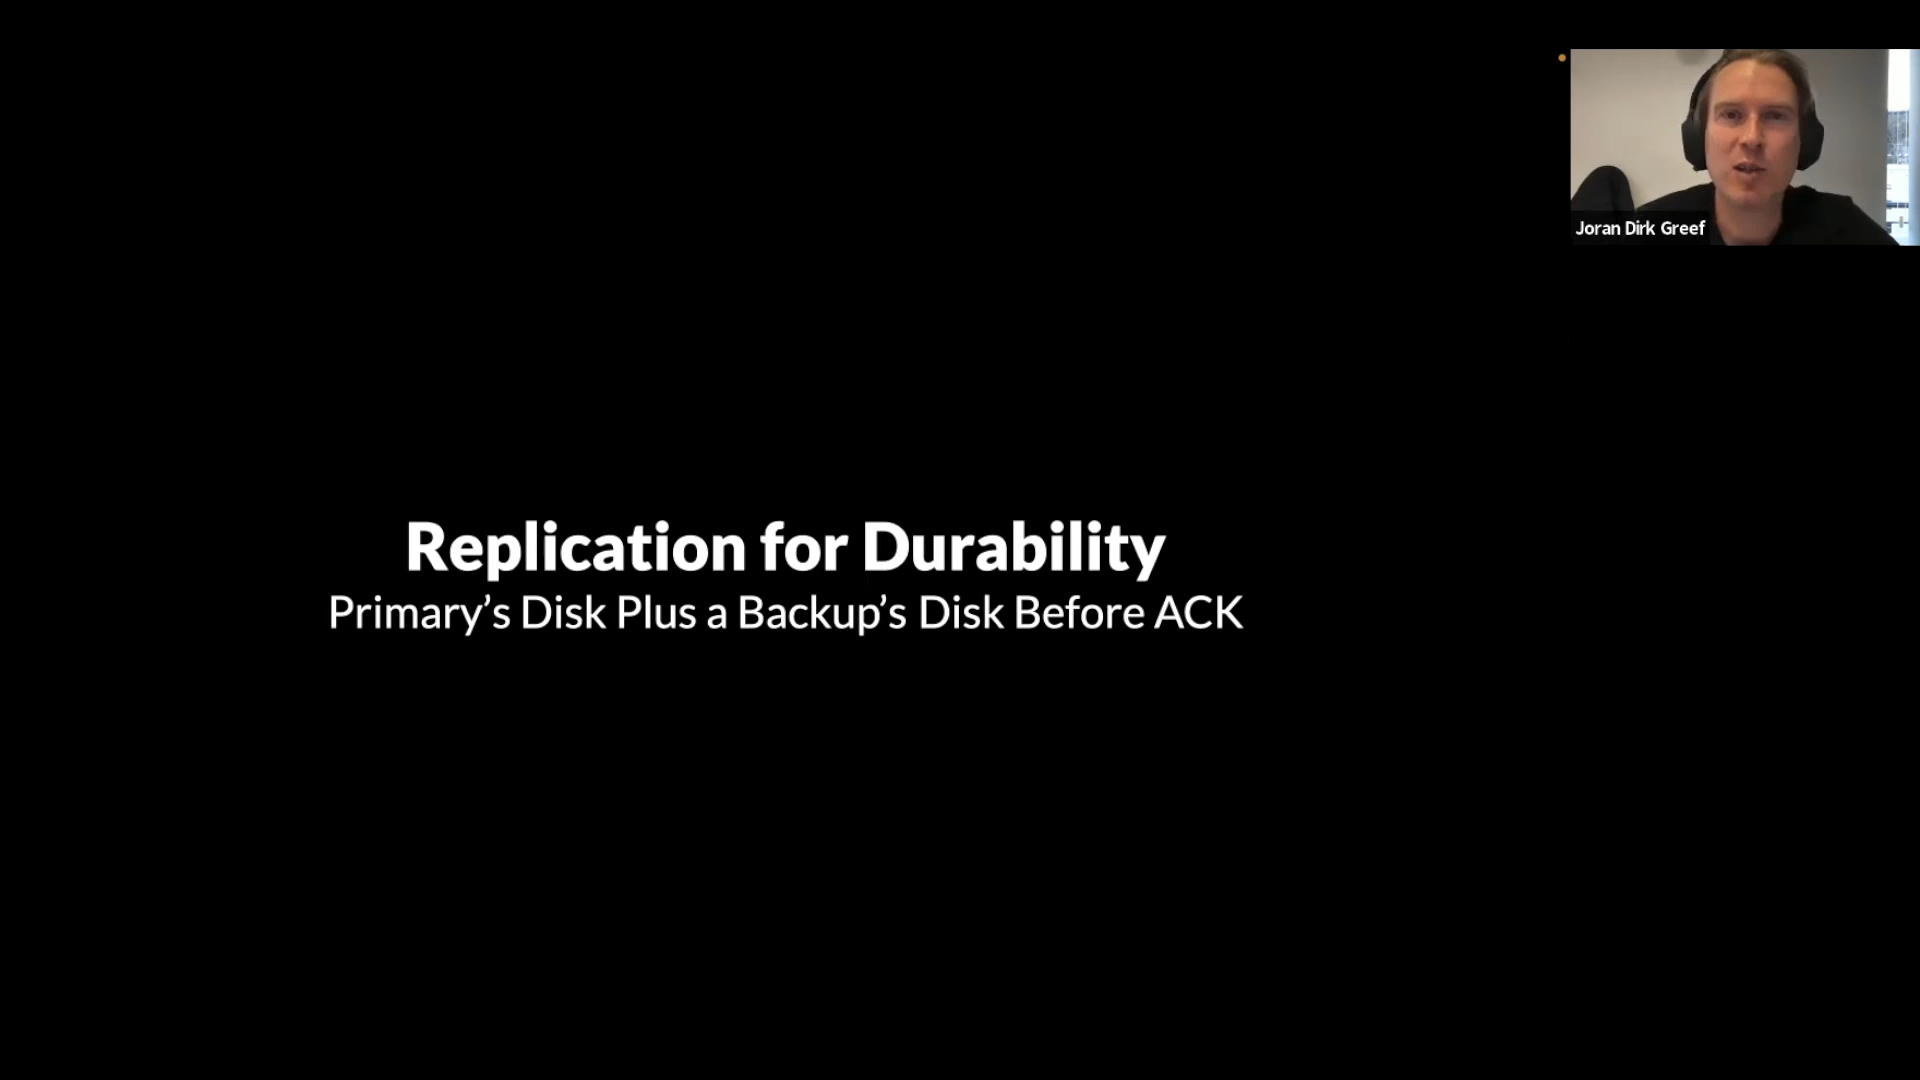 Joran Dirk Greef
Replication for Durability
Primary’s Disk Plus a Backup’s Disk Before ACK